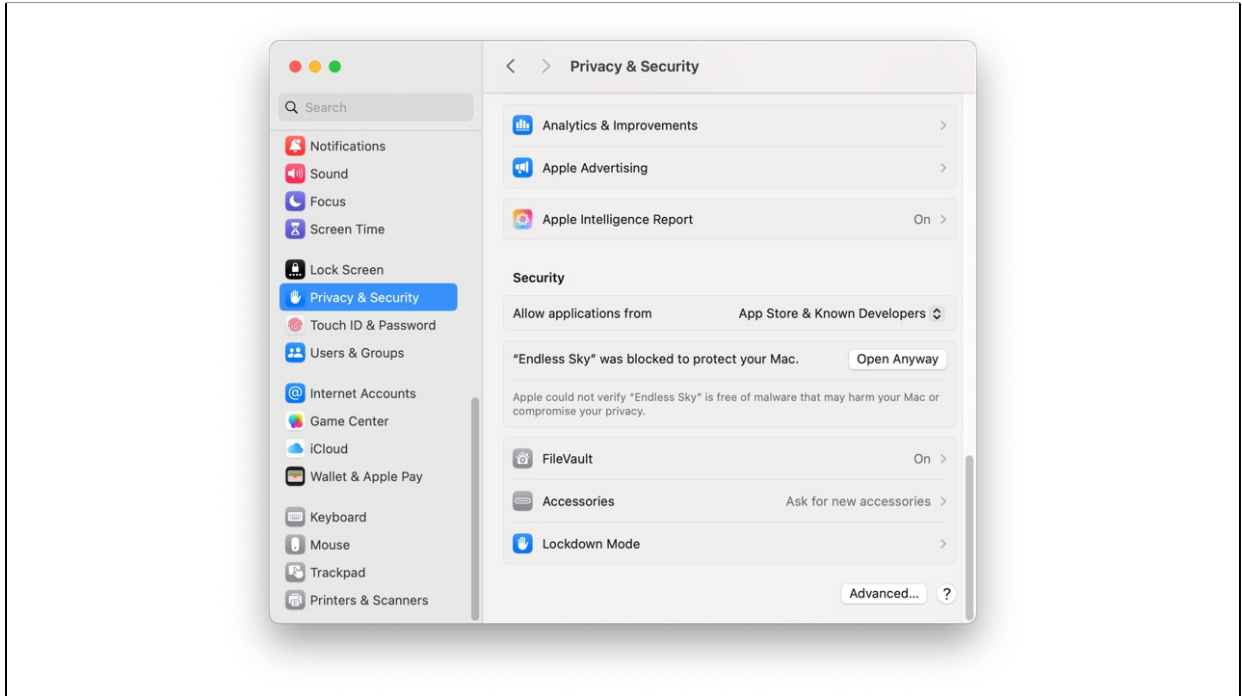 Privacy & Security
Search
Notifications
Sound
Focus
Screen Time
Lock Screen
Privacy & Security
Touch ID & Password
Users & Groups
Internet Accounts
Game Center
iCloud
Wallet & Apple Pay
Keyboard
Mouse
Trackpad
Printers & Scanners
Analytics & Improvements
Apple Advertising
Apple Intelligence Report On
Security
Allow applications from App Store & Known Developers
“Endless Sky” was blocked to protect your Mac. Open Anyway
Apple could not verify “Endless Sky” is free of malware that may harm your Mac or
compromise your privacy.
FileVault On
Accessories Ask for new accessories
Lockdown Mode
Advanced... ?